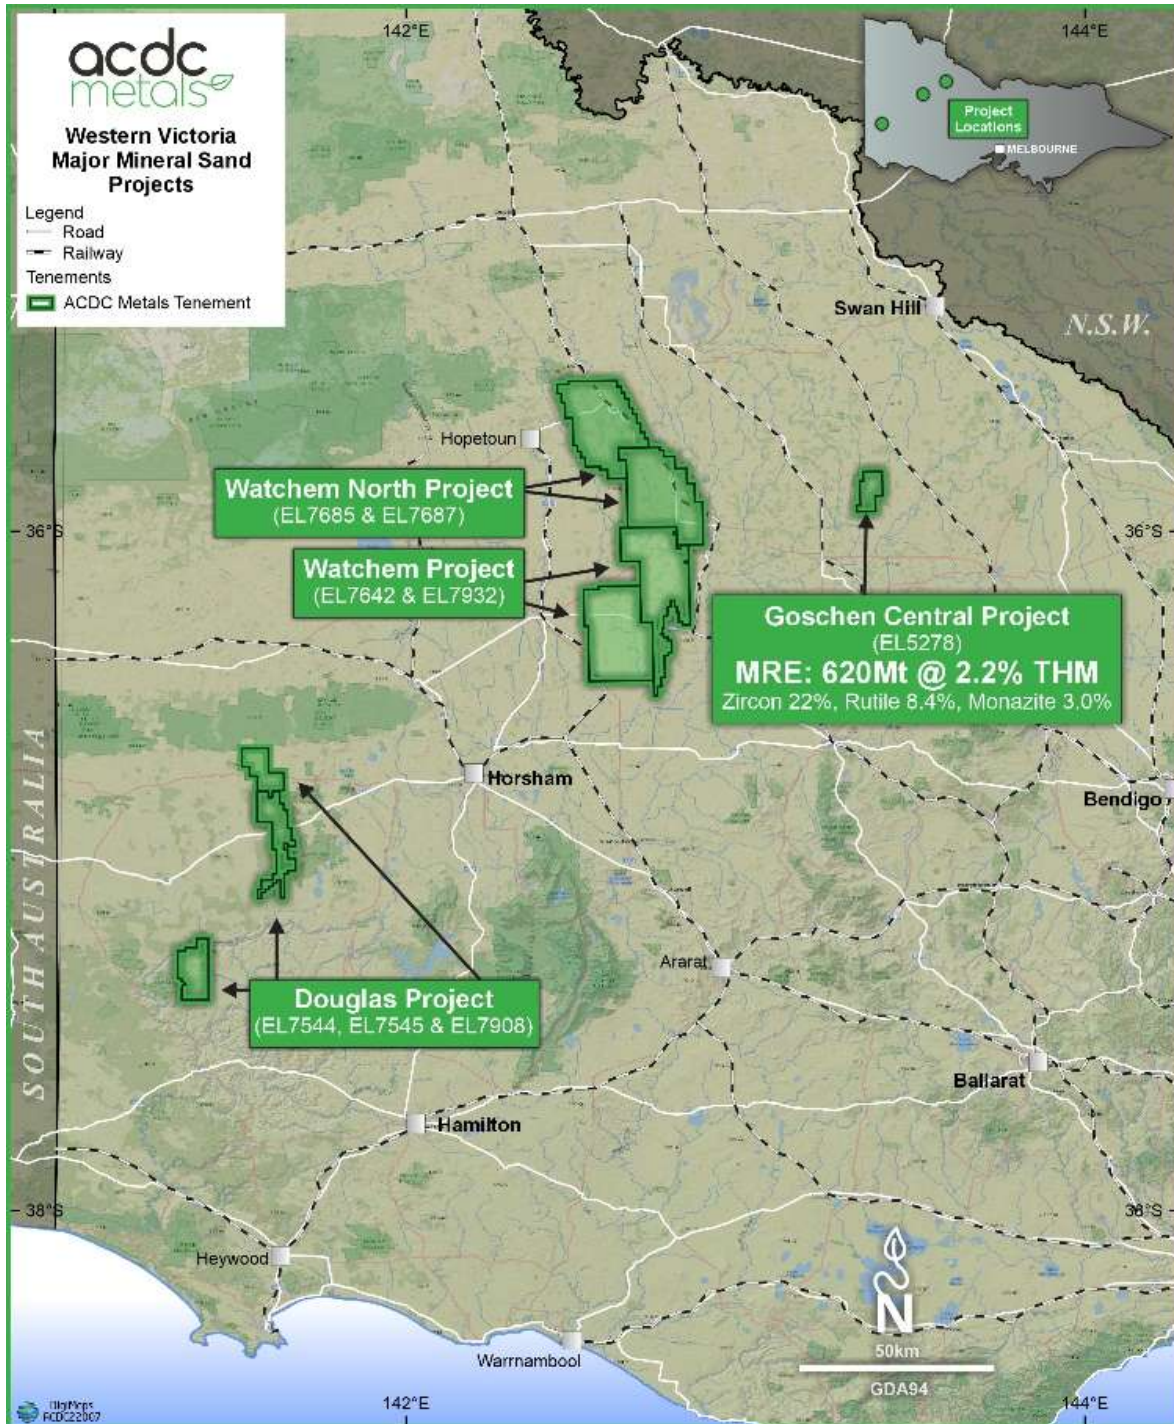 142°E
144°E
acdc
metals
Western Victoria
Major Mineral Sand
Projects
Legend
Road
Railway
Tenements
ACDC Metals Tenement
Project
Locations
MELBOURNE
Swan Hill
N.S.W.
Hopetoun
Watchem North Project
(EL7685 & EL7687)
36°S
36°S
Watchem Project
(EL7642 & EL7932)
Goschen Central Project
(EL5278)
MRE: 620Mt @ 2.2% THM
Zircon 22%, Rutile 8.4%, Monazite 3.0%
SOUTH AUSTRALIA
Horsham
Bendigo
Ararat
Douglas Project
(EL7544, EL7545 & EL7908)
Ballarat
Hamilton
38°S
38°S
Heywood
N
50km
Warrnambool
GDA94
DigiMaps
ACDC22007
142°E
144°E